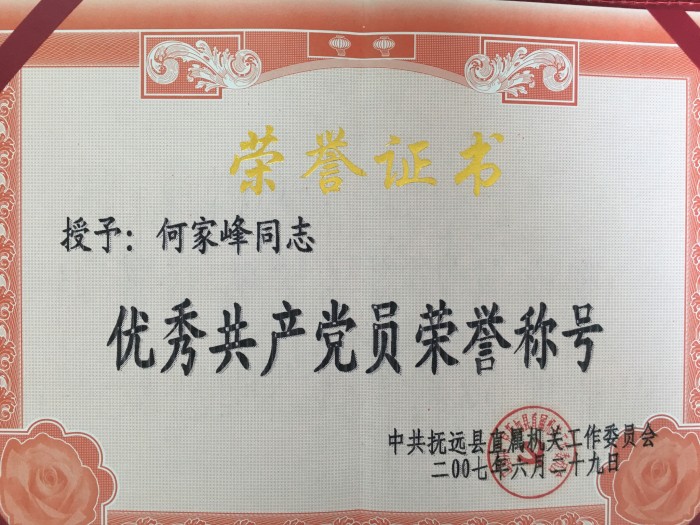 荣誉证书
授予：何家峰同志
优秀共产党员荣誉称号
中共抚远县直属机关工作委员会
二00七年六月二十九日